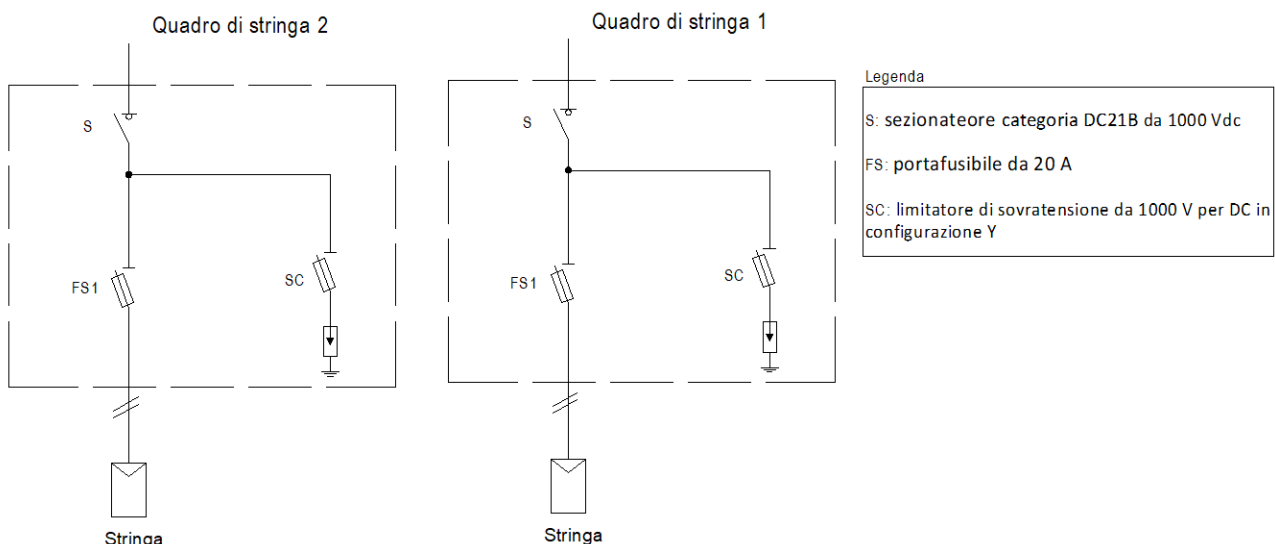 Quadro di stringa 2
S
FS1
SC
Stringa
Quadro di stringa 1
S
FS1
SC
Stringa
Legenda
S: sezionateore categoria DC21B da 1000 Vdc
FS: portafusibile da 20 A
SC: limitatore di sovratensione da 1000 V per DC in
configurazione Y